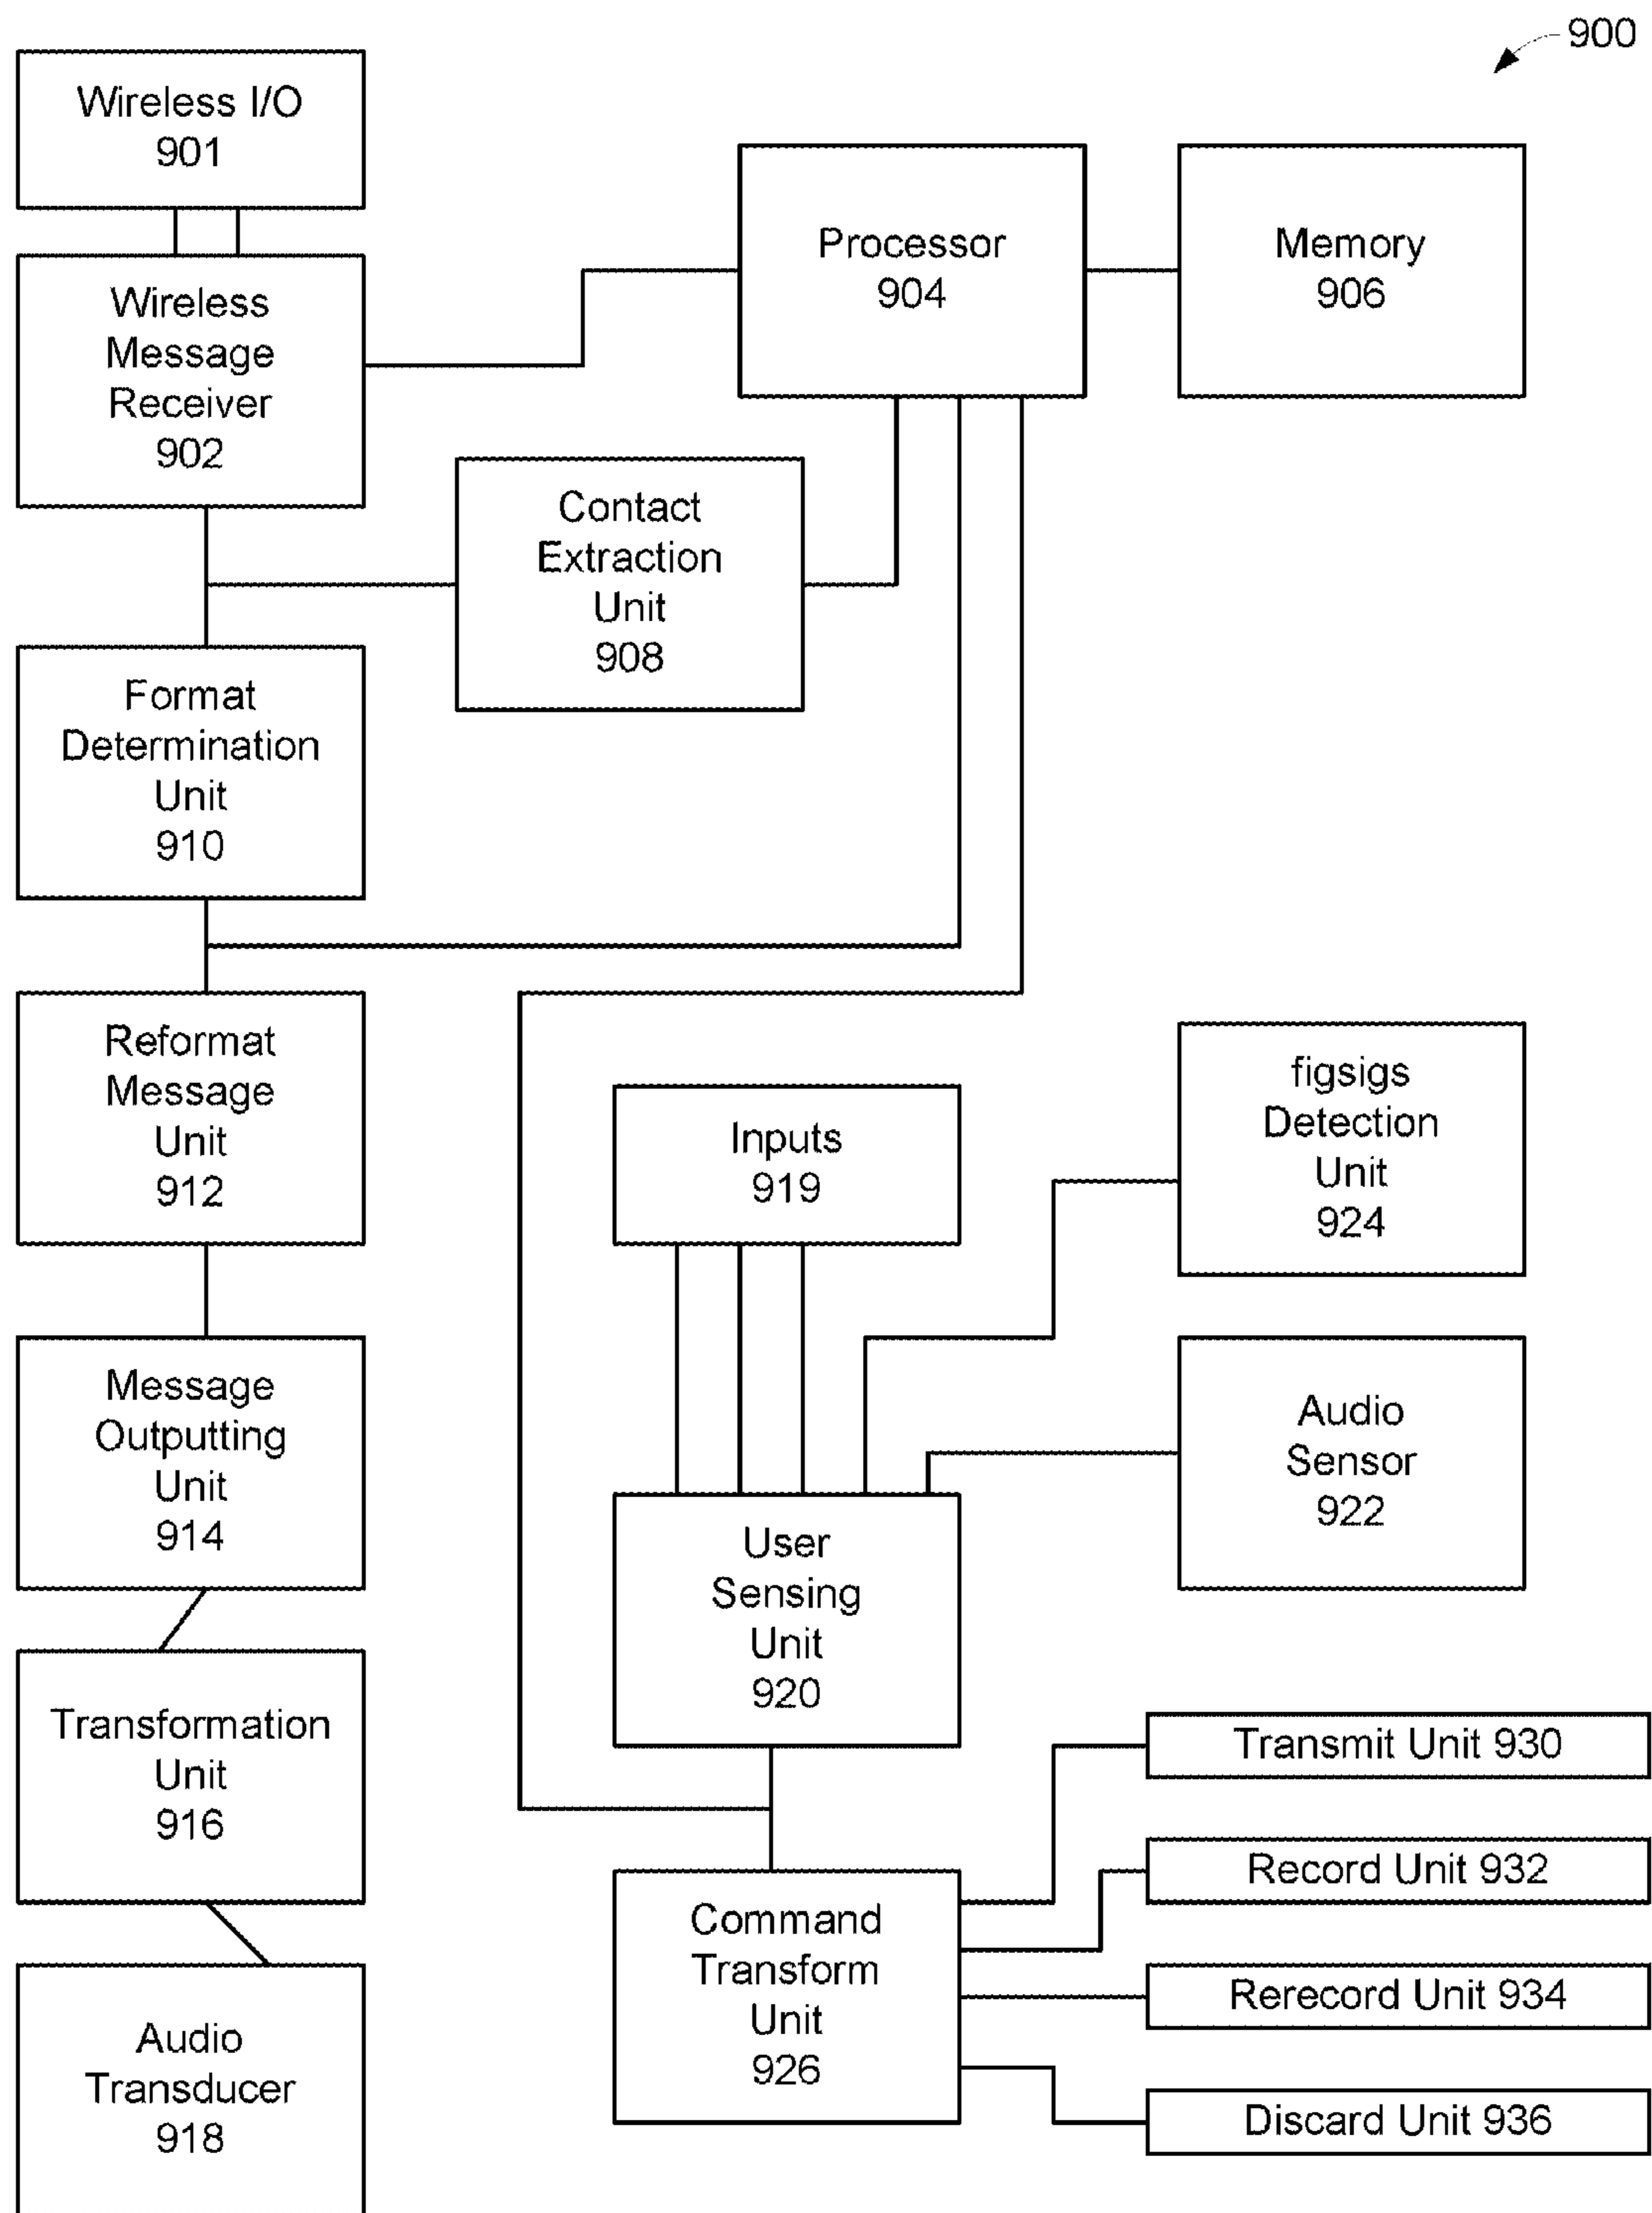 900
Wireless I/O
901
Wireless
Message
Receiver
902
Processor
904
Memory
906
Contact
Extraction
Unit
908
Format
Determination
Unit
910
Reformat
Message
Unit
912
Inputs
919
figsigs
Detection
Unit
924
Message
Outputting
Unit
914
Audio
Sensor
922
User
Sensing
Unit
920
Transformation
Unit
916
Transmit Unit 930
Record Unit 932
Command
Transform
Unit
926
Rerecord Unit 934
Discard Unit 936
Audio
Transducer
918